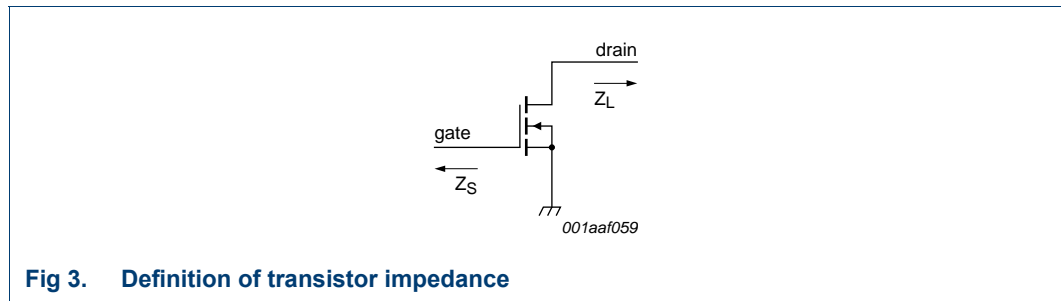 drain
Z_L
gate
Z_S
001aaf059
Fig 3. Definition of transistor impedance